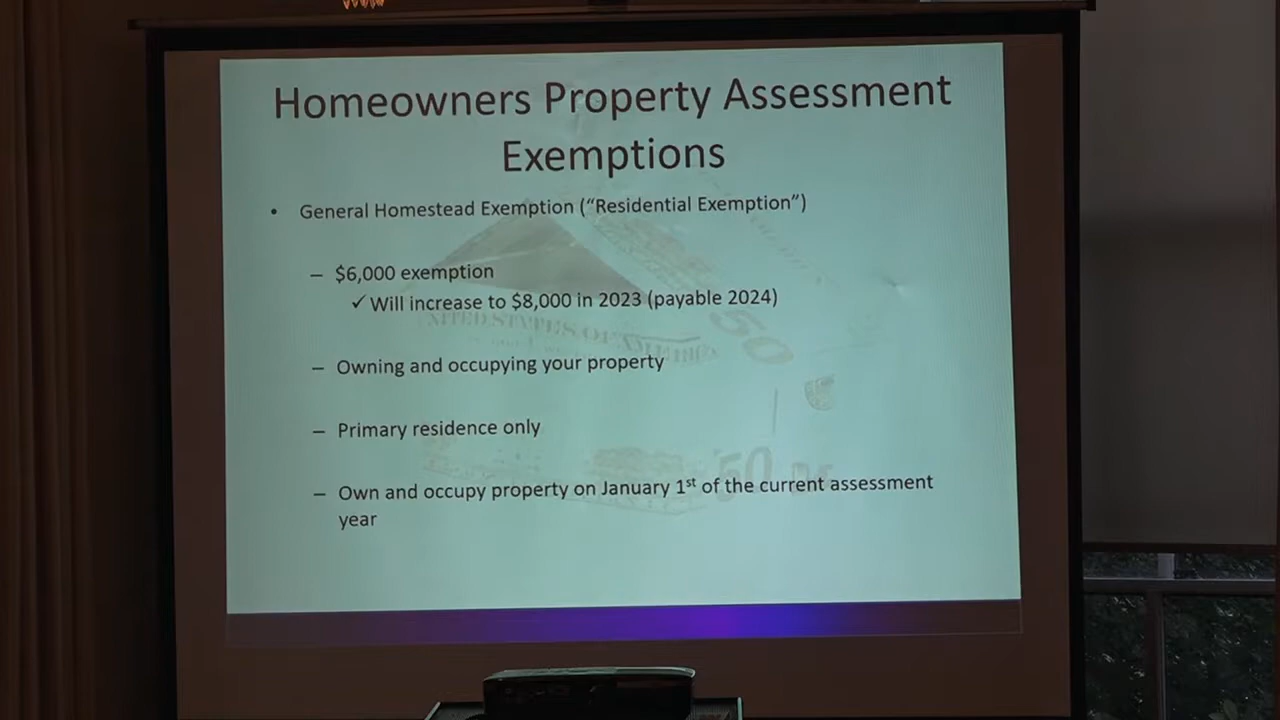 Homeowners Property Assessment
Exemptions
• General Homestead Exemption (“Residential Exemption”)
– $6,000 exemption
✓ Will increase to $8,000 in 2023 (payable 2024)
– Owning and occupying your property
– Primary residence only
– Own and occupy property on January 1st of the current assessment
year
50
50